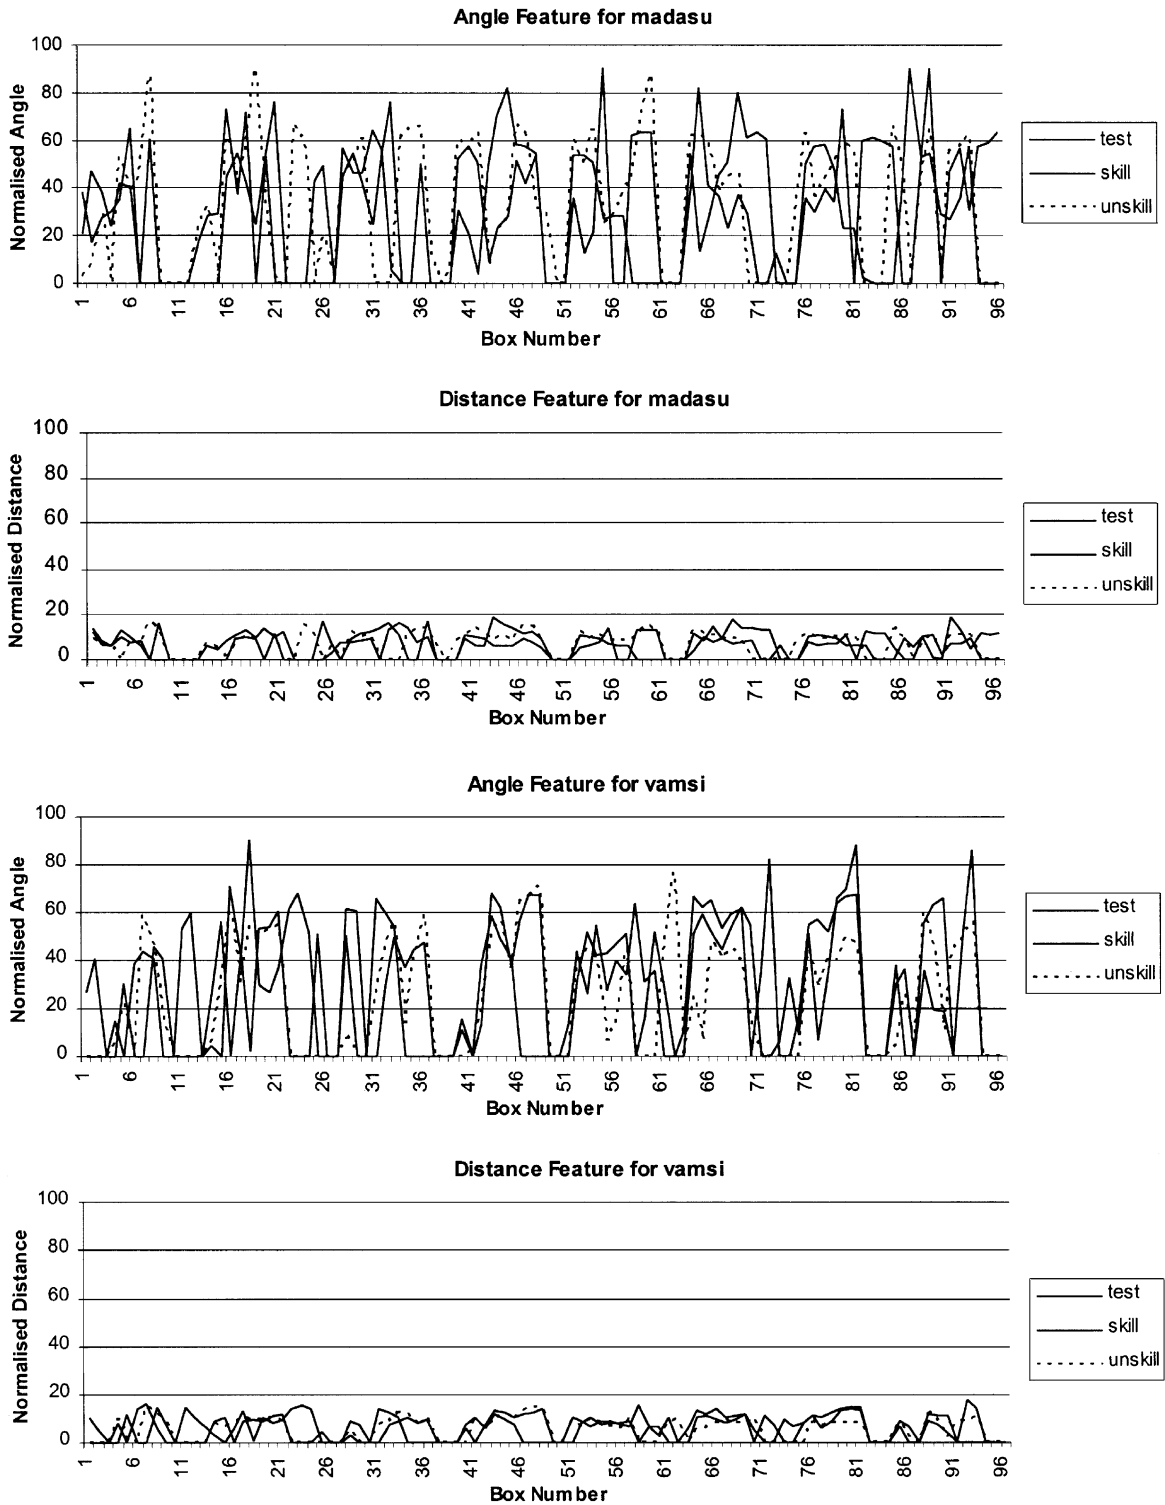 Angle Feature for madasu
Normalised Angle
100
80
60
40
20
0
1 6 11 16 21 26 31 36 41 46 51 56 61 66 71 76 81 86 91 96
Box Number
test
skill
unskill
Distance Feature for madasu
Normalised Distance
100
80
60
40
20
0
1 6 11 16 21 26 31 36 41 46 51 56 61 66 71 76 81 86 91 96
Box Number
test
skill
unskill
Angle Feature for vamsi
Normalised Angle
100
80
60
40
20
0
1 6 11 16 21 26 31 36 41 46 51 56 61 66 71 76 81 86 91 96
Box Number
test
skill
unskill
Distance Feature for vamsi
Normalised Distance
100
80
60
40
20
0
1 6 11 16 21 26 31 36 41 46 51 56 61 66 71 76 81 86 91 96
Box Number
test
skill
unskill